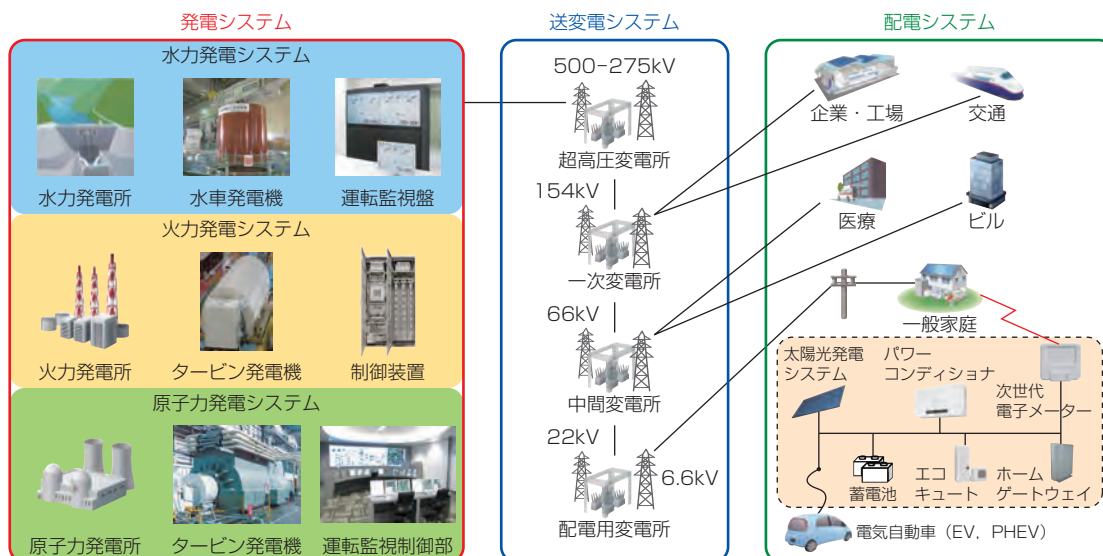 発電システム
水力発電システム
水力発電所
水車発電機
運転監視盤
火力発電システム
火力発電所
タービン発電機
制御装置
原子力発電システム
原子力発電所
タービン発電機
運転監視制御部
送変電システム
500-275kV
超高圧変電所
154kV
一次変電所
66kV
中間変電所
22kV
6.6kV
配電用変電所
配電システム
企業・工場
交通
医療
ビル
一般家庭
太陽光発電
システム
パワー
コンディショナ
次世代
電子メーター
蓄電池
エコ
キュート
ホーム
ゲートウェイ
電気自動車（EV，PHEV）